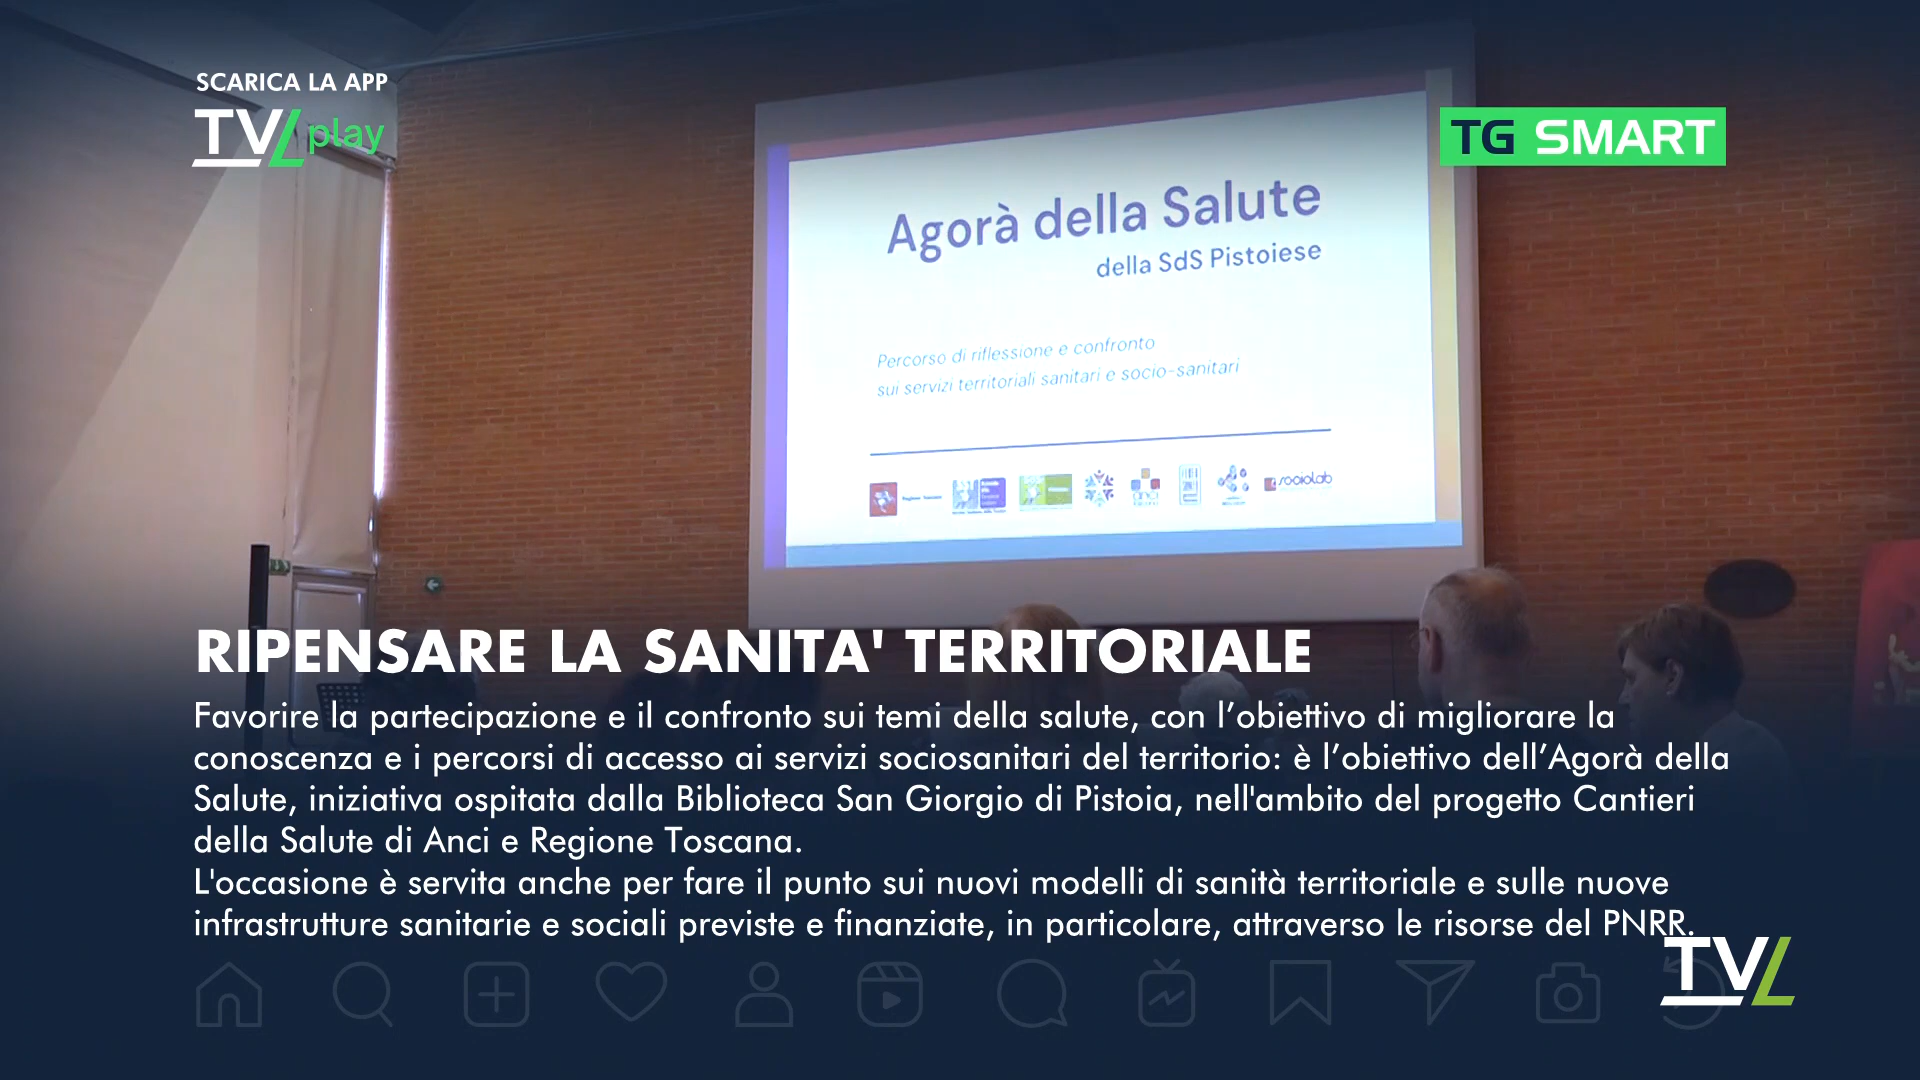 SCARICA LA APP
TVL play
TG SMART
Agorà della Salute
della SdS Pistoiese
Percorso di riflessione e confronto
sui servizi territoriali sanitari e socio-sanitari
Regione Toscana
anci
sociolab
RIPENSARE LA SANITA' TERRITORIALE
Favorire la partecipazione e il confronto sui temi della salute, con l’obiettivo di migliorare la
conoscenza e i percorsi di accesso ai servizi sociosanitari del territorio: è l’obiettivo dell’Agorà della
Salute, iniziativa ospitata dalla Biblioteca San Giorgio di Pistoia, nell'ambito del progetto Cantieri
della Salute di Anci e Regione Toscana.
L'occasione è servita anche per fare il punto sui nuovi modelli di sanità territoriale e sulle nuove
infrastrutture sanitarie e sociali previste e finanziate, in particolare, attraverso le risorse del PNRR.
TVL